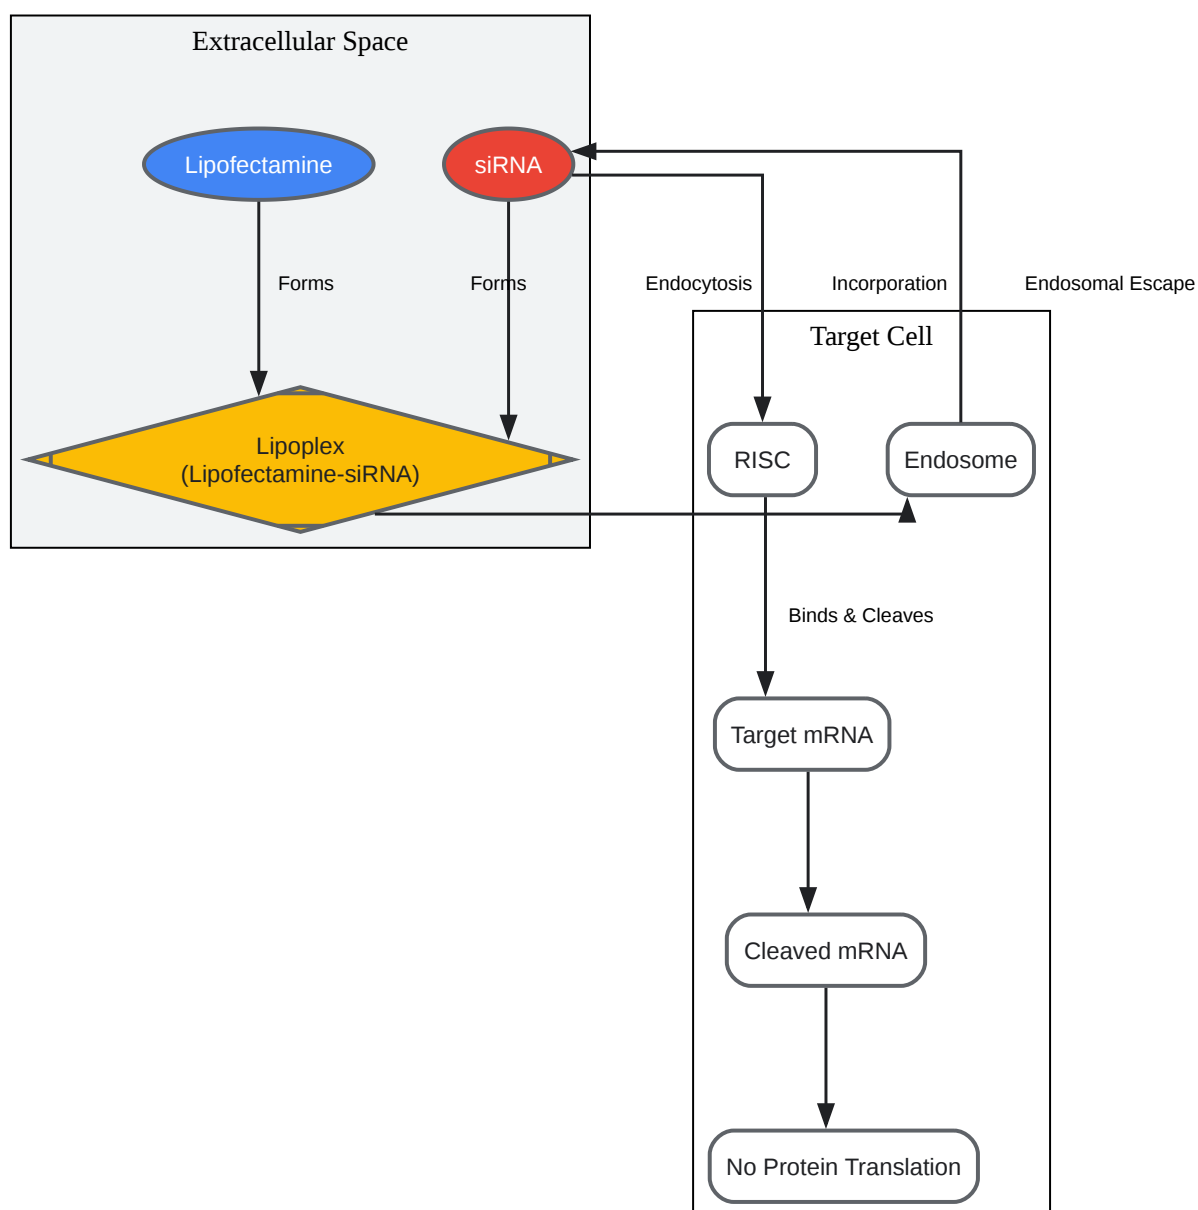 Extracellular Space
Lipofectamine
siRNA
Forms
Forms
Endocytosis
Incorporation
Endosomal Escape
Target Cell
Lipoplex
(Lipofectamine-siRNA)
RISC
Endosome
Binds & Cleaves
Target mRNA
Cleaved mRNA
No Protein Translation